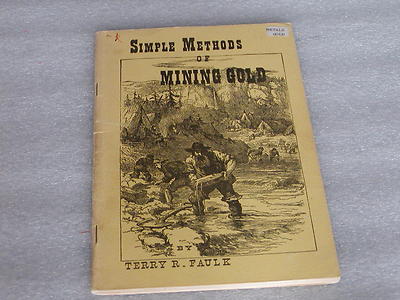 SIMPLE METHODS
OF
MINING GOLD
BY
TERRY R. FAULK